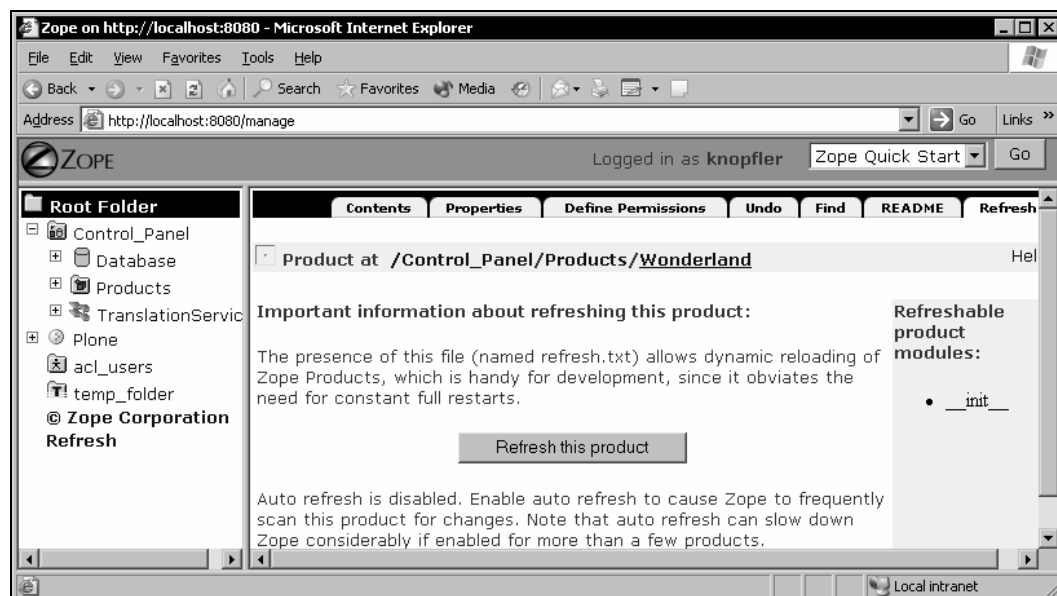 Zope on http://localhost:8080 - Microsoft Internet Explorer
File Edit View Favorites Tools Help
Back Search Favorites Media
Address http://localhost:8080/manage Go Links »
ZOPE Logged in as knopfler Zope Quick Start Go
Root Folder
Control_Panel
Database
Products
TranslationServic
Plone
acl_users
temp_folder
© Zope Corporation
Refresh
Contents Properties Define Permissions Undo Find README Refresh
Product at /Control_Panel/Products/Wonderland Hel
Important information about refreshing this product:
The presence of this file (named refresh.txt) allows dynamic reloading of
Zope Products, which is handy for development, since it obviates the
need for constant full restarts.
Refresh this product
Auto refresh is disabled. Enable auto refresh to cause Zope to frequently
scan this product for changes. Note that auto refresh can slow down
Zope considerably if enabled for more than a few products.
Refreshable
product
modules:
• __init__
Local intranet